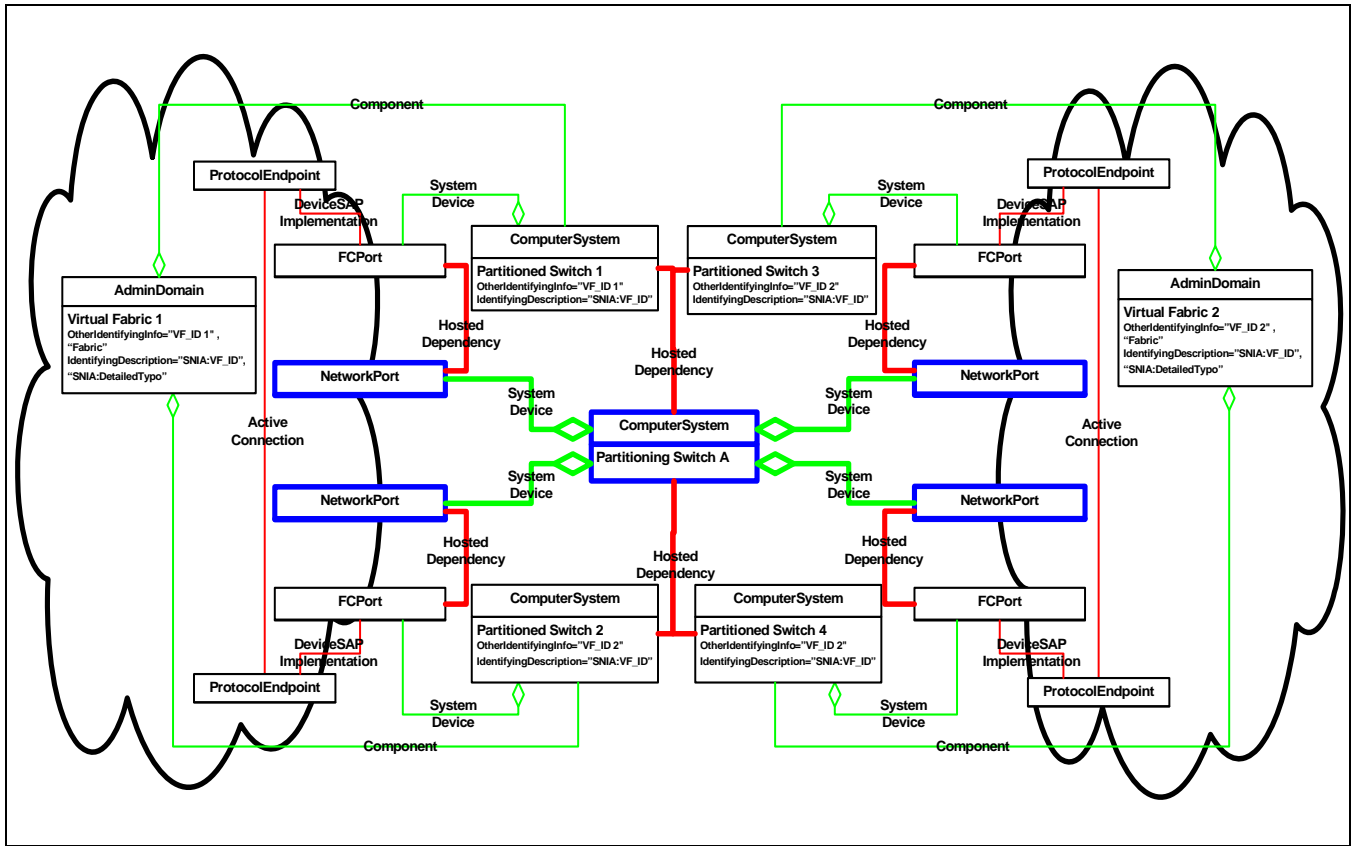 Component
Component
ProtocolEndpoint
ProtocolEndpoint
System
Device
System
Device
DeviceSAP
Implementation
DeviceSAP
Implementation
FCPort
ComputerSystem
Partitioned Switch 1
OtherIdentifyingInfo="VF_ID 1"
IdentifyingDescription="SNIA:VF_ID"
ComputerSystem
Partitioned Switch 3
OtherIdentifyingInfo="VF_ID 2"
IdentifyingDescription="SNIA:VF_ID"
FCPort
AdminDomain
Virtual Fabric 1
OtherIdentifyingInfo="VF_ID 1" ,
“Fabric”
IdentifyingDescription="SNIA:VF_ID",
“SNIA:DetailedTypo”
AdminDomain
Virtual Fabric 2
OtherIdentifyingInfo="VF_ID 2" ,
“Fabric”
IdentifyingDescription="SNIA:VF_ID",
“SNIA:DetailedTypo”
Hosted
Dependency
Hosted
Dependency
Hosted
Dependency
NetworkPort
NetworkPort
System
Device
System
Device
ComputerSystem
Partitioning Switch A
Active
Connection
Active
Connection
System
Device
System
Device
NetworkPort
NetworkPort
Hosted
Dependency
Hosted
Dependency
Hosted
Dependency
FCPort
ComputerSystem
Partitioned Switch 2
OtherIdentifyingInfo="VF_ID 2"
IdentifyingDescription="SNIA:VF_ID"
ComputerSystem
Partitioned Switch 4
OtherIdentifyingInfo="VF_ID 2"
IdentifyingDescription="SNIA:VF_ID"
FCPort
DeviceSAP
Implementation
DeviceSAP
Implementation
ProtocolEndpoint
ProtocolEndpoint
System
Device
System
Device
Component
Component